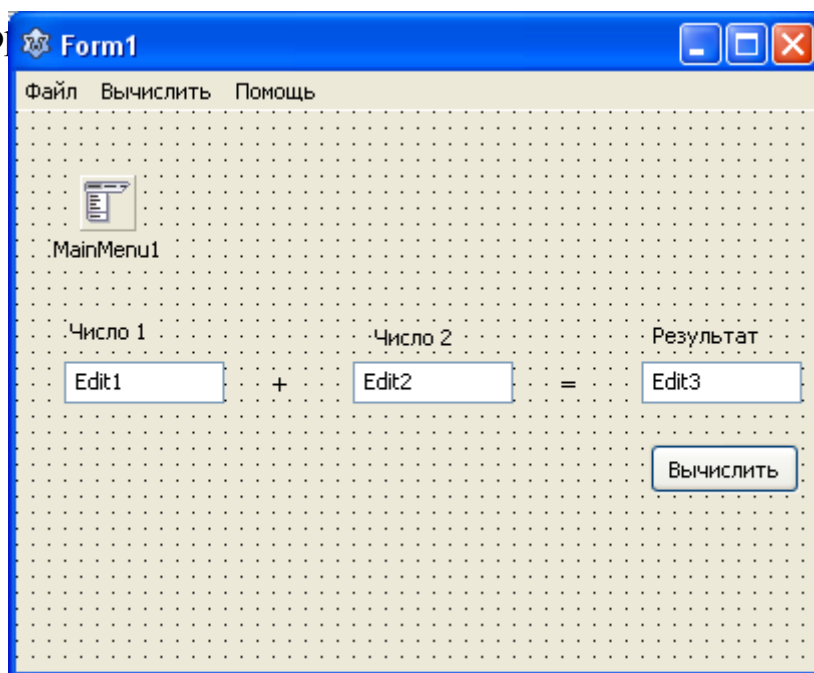 Form1
Файл Вычислить Помощь
MainMenu1
Число 1 Число 2 Результат
Edit1 + Edit2 = Edit3
Вычислить